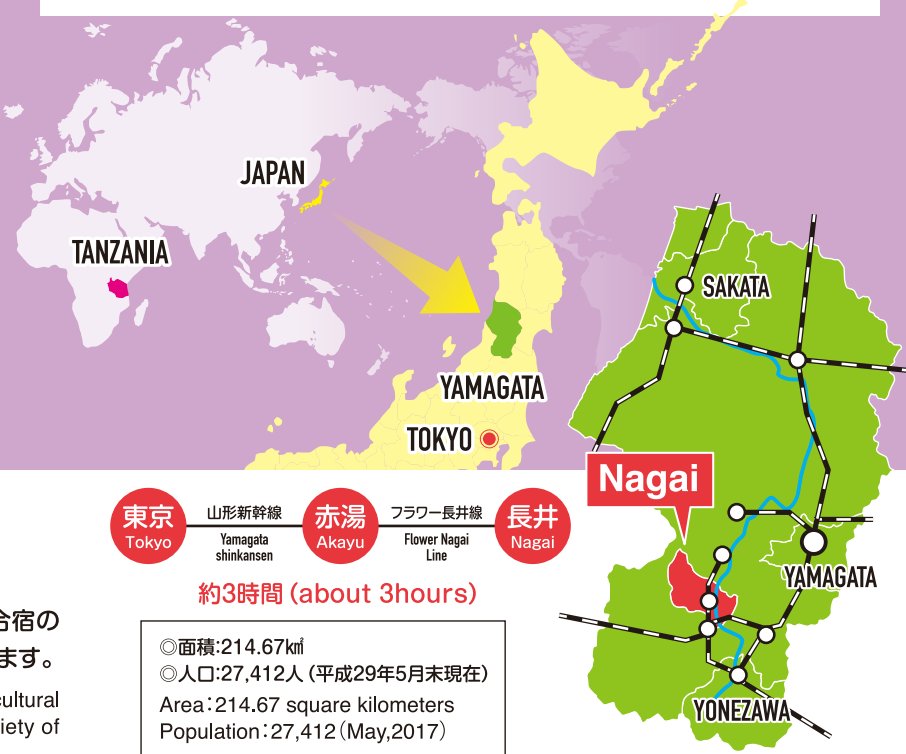 JAPAN
TANZANIA
SAKATA
YAMAGATA
TOKYO
Nagai
YAMAGATA
YONEZAWA
東京
Tokyo
山形新幹線
Yamagata
shinkansen
赤湯
Akayu
フラワー長井線
Flower Nagai
Line
長井
Nagai
約3時間(about 3hours)
合宿の
ます。
cultural
iety of
◎面積:214.67㎢
◎人口:27,412人(平成29年5月末現在)
Area:214.67 square kilometers
Population:27,412(May,2017)